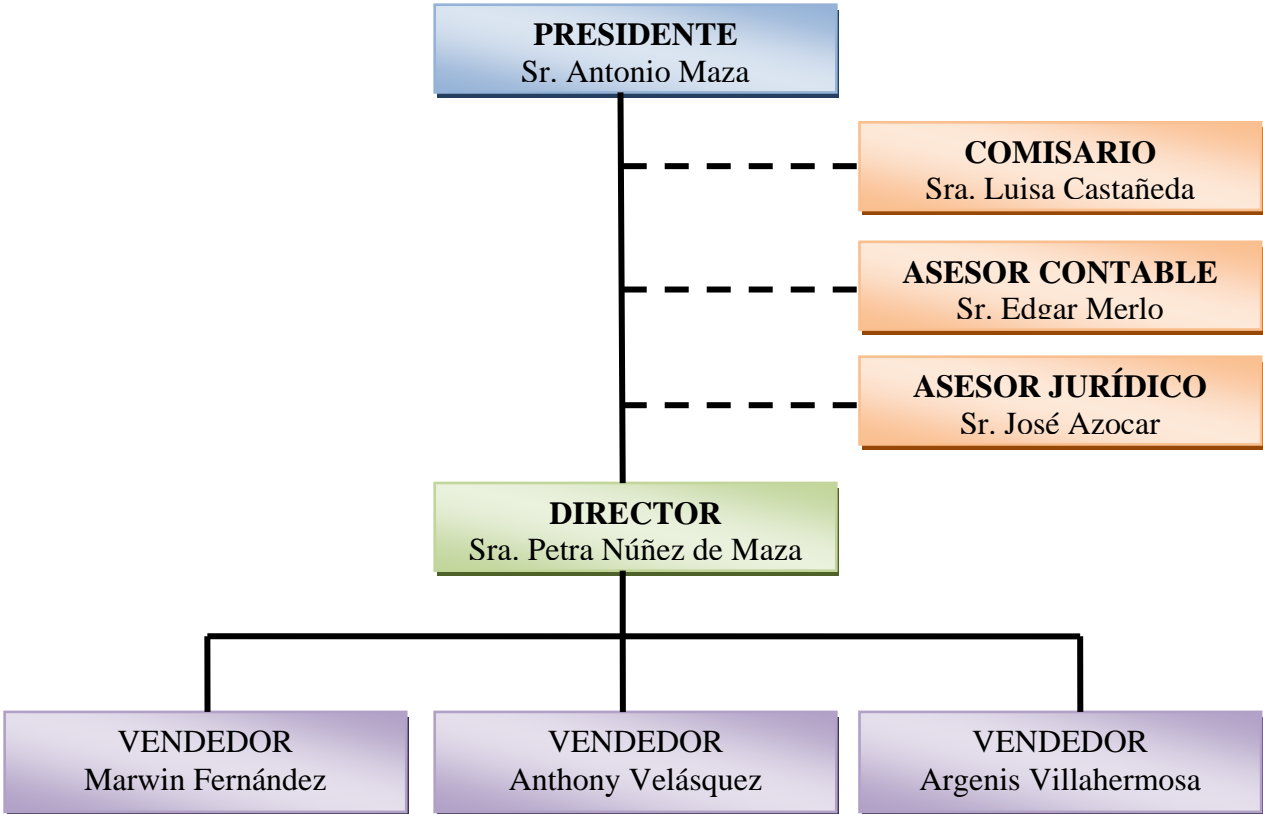 PRESIDENTE
Sr. Antonio Maza
COMISARIO
Sra. Luisa Castañeda
ASESOR CONTABLE
Sr. Edgar Merlo
ASESOR JURÍDICO
Sr. José Azocar
DIRECTOR
Sra. Petra Núñez de Maza
VENDEDOR
Marwin Fernández
VENDEDOR
Anthony Velásquez
VENDEDOR
Argenis Villahermosa